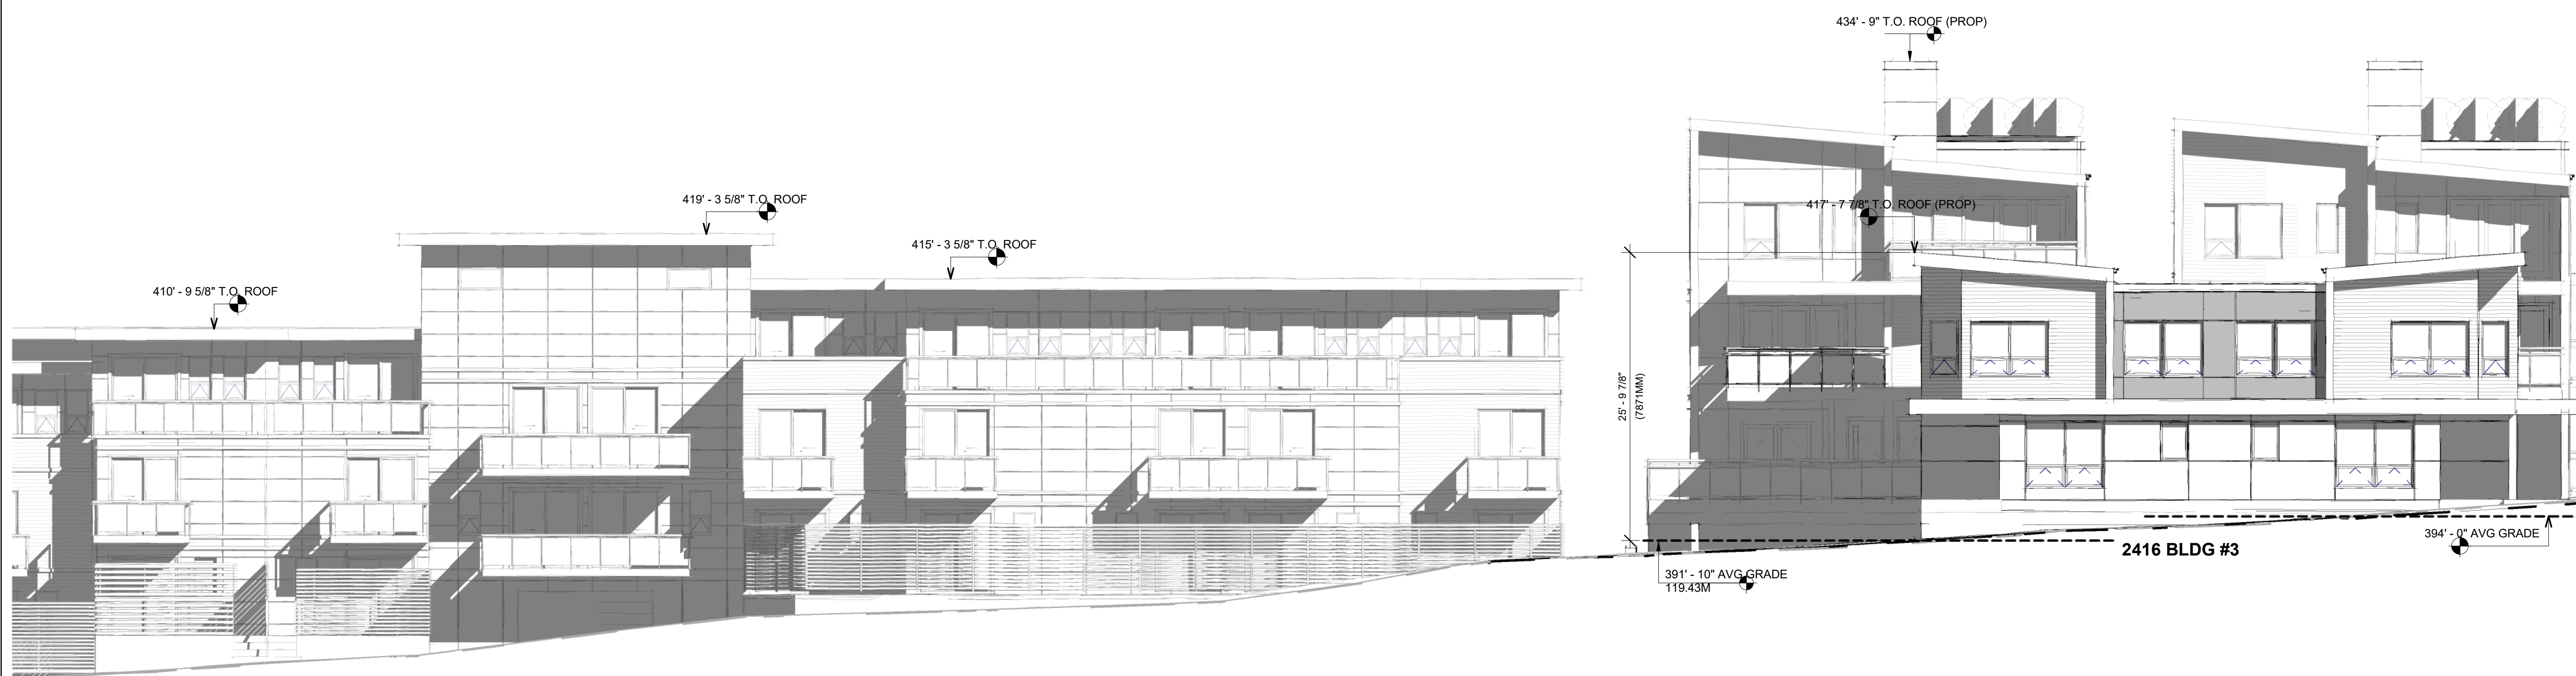 434' - 9" T.O. ROOF (PROP)
419' - 3 5/8" T.O. ROOF
417' - 7 7/8" T.O. ROOF (PROP)
415' - 3 5/8" T.O. ROOF
410' - 9 5/8" T.O. ROOF
25' - 9 7/8"
(7871MM)
394' - 0" AVG GRADE
2416 BLDG #3
391' - 10" AVG GRADE
119.43M